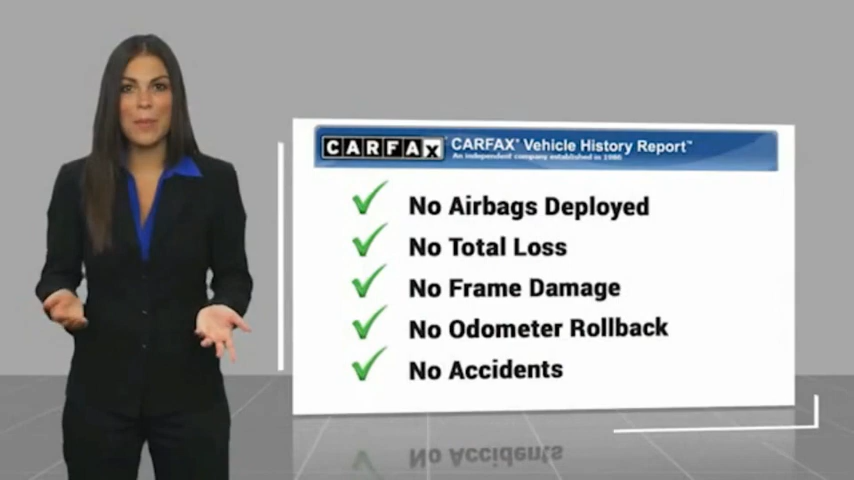 CARFAX CARFAX® Vehicle History Report™
An independent company established in 1986
No Airbags Deployed
No Total Loss
No Frame Damage
No Odometer Rollback
No Accidents
No Accidents